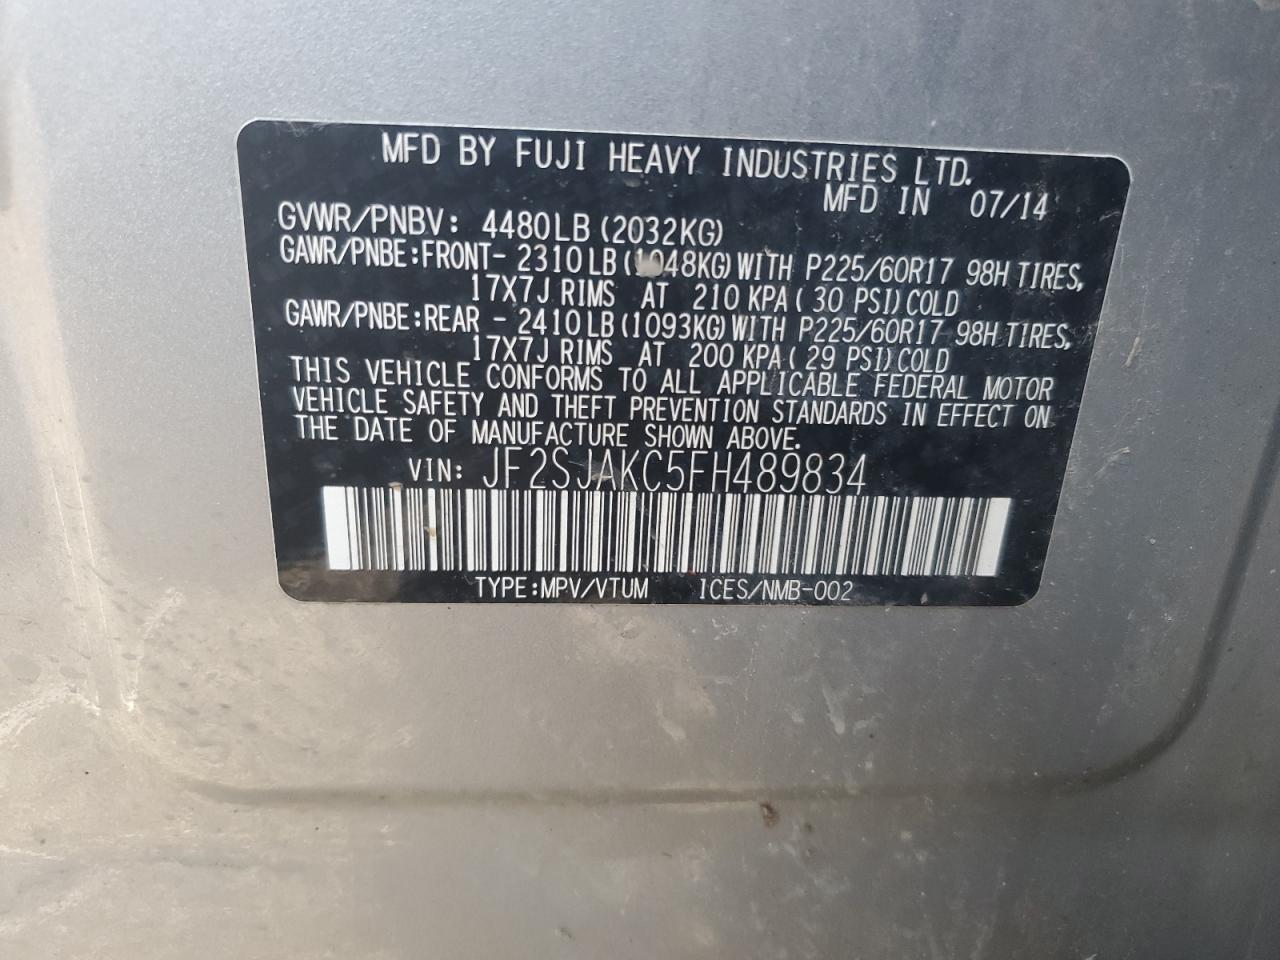 MFD BY FUJI HEAVY INDUSTRIES LTD.
MFD IN 07/14
GVWR/PNBV: 4480LB (2032KG)
GAWR/PNBE:FRONT- 2310LB (1048KG) WITH P225/60R17 98H TIRES,
17X7J RIMS AT 210 KPA ( 30 PSI) COLD
GAWR/PNBE:REAR - 2410LB (1093KG) WITH P225/60R17 98H TIRES,
17X7J RIMS AT 200 KPA ( 29 PSI) COLD
THIS VEHICLE CONFORMS TO ALL APPLICABLE FEDERAL MOTOR
VEHICLE SAFETY AND THEFT PREVENTION STANDARDS IN EFFECT ON
THE DATE OF MANUFACTURE SHOWN ABOVE.
VIN: JF2SJAKC5FH489834
TYPE:MPV/VTUM ICES/NMB-002